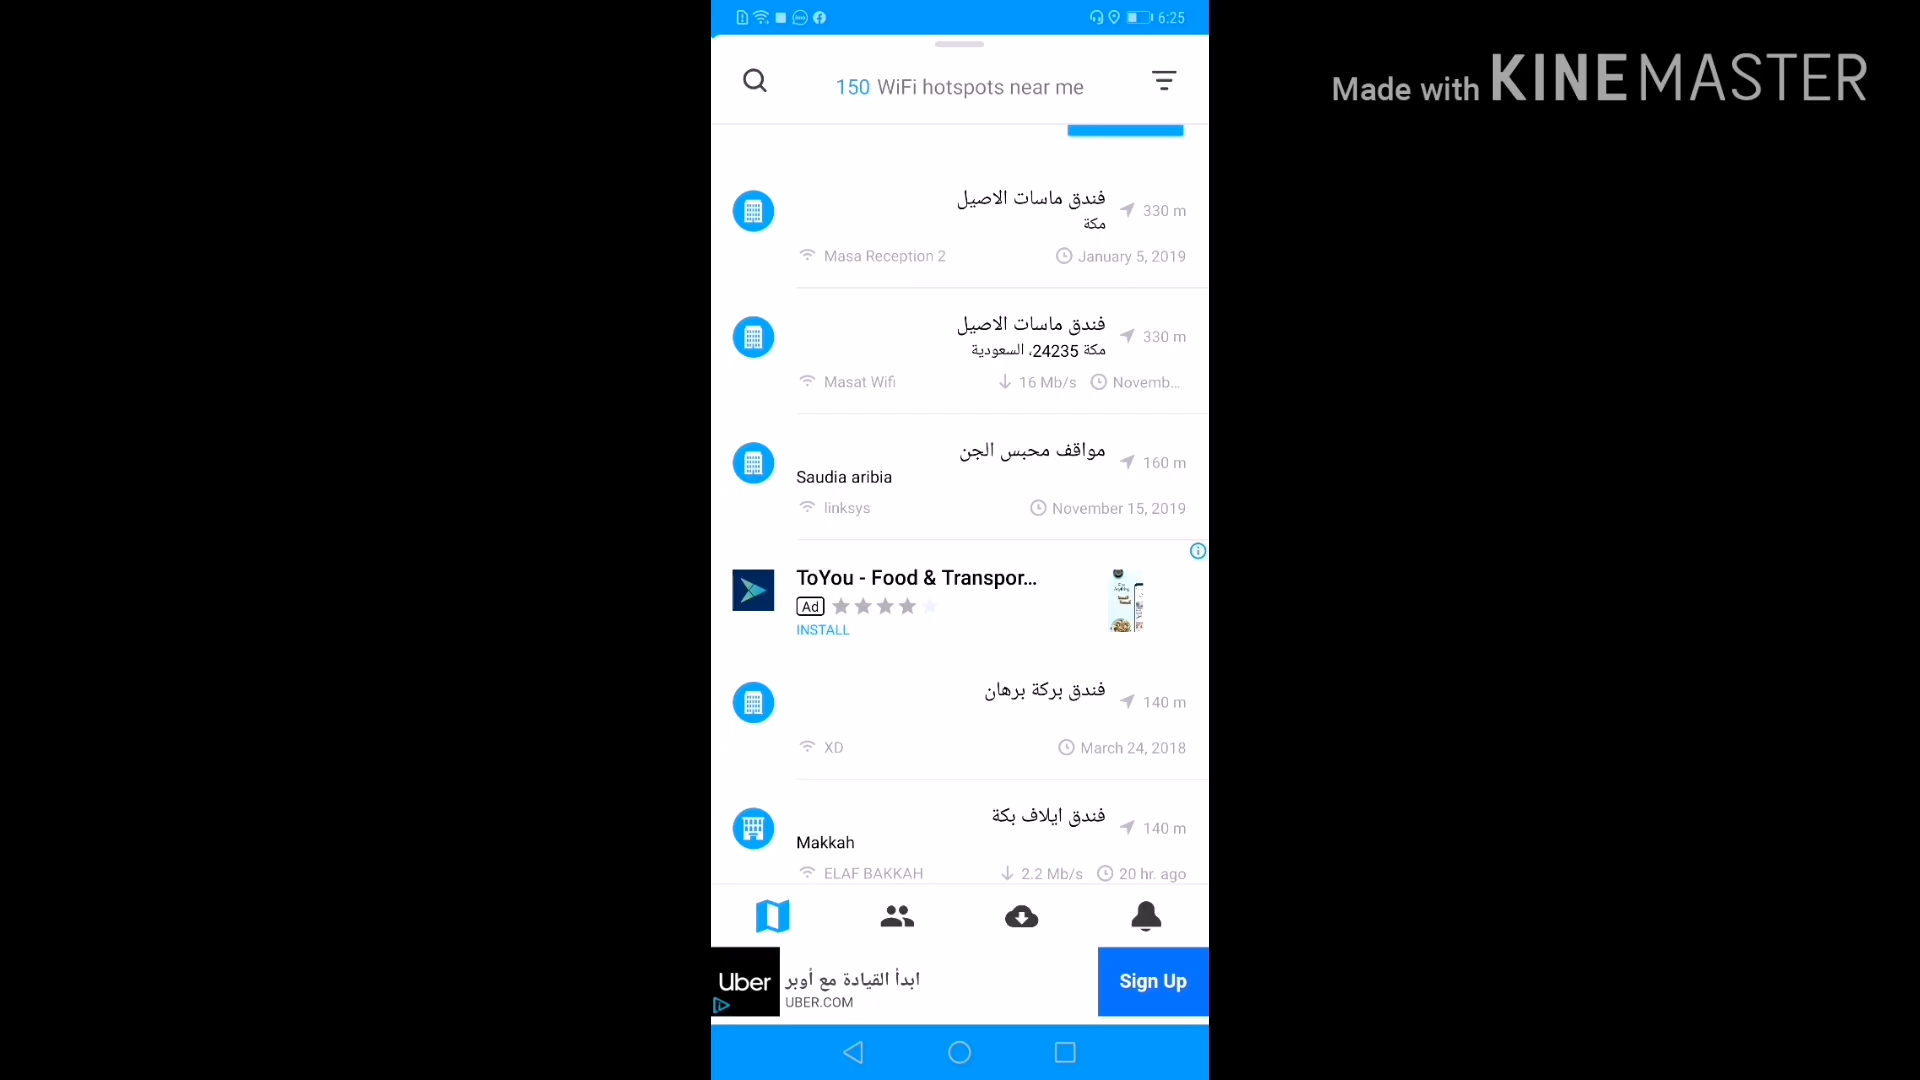 6:25
Made with KINEMASTER
150 WiFi hotspots near me
فندق ماسات الاصيل
مكة
330 m
Masa Reception 2
January 5, 2019
فندق ماسات الاصيل
مكة 24235، السعودية
330 m
Masat Wifi
16 Mb/s
Novemb...
مواقف محبس الجن
Saudia aribia
160 m
linksys
November 15, 2019
ToYou - Food & Transpor...
Ad
INSTALL
فندق بركة برهان
140 m
XD
March 24, 2018
فندق ايلاف بكة
Makkah
140 m
ELAF BAKKAH
2.2 Mb/s
20 hr. ago
Uber
ابدأ القيادة مع أوبر
UBER.COM
Sign Up